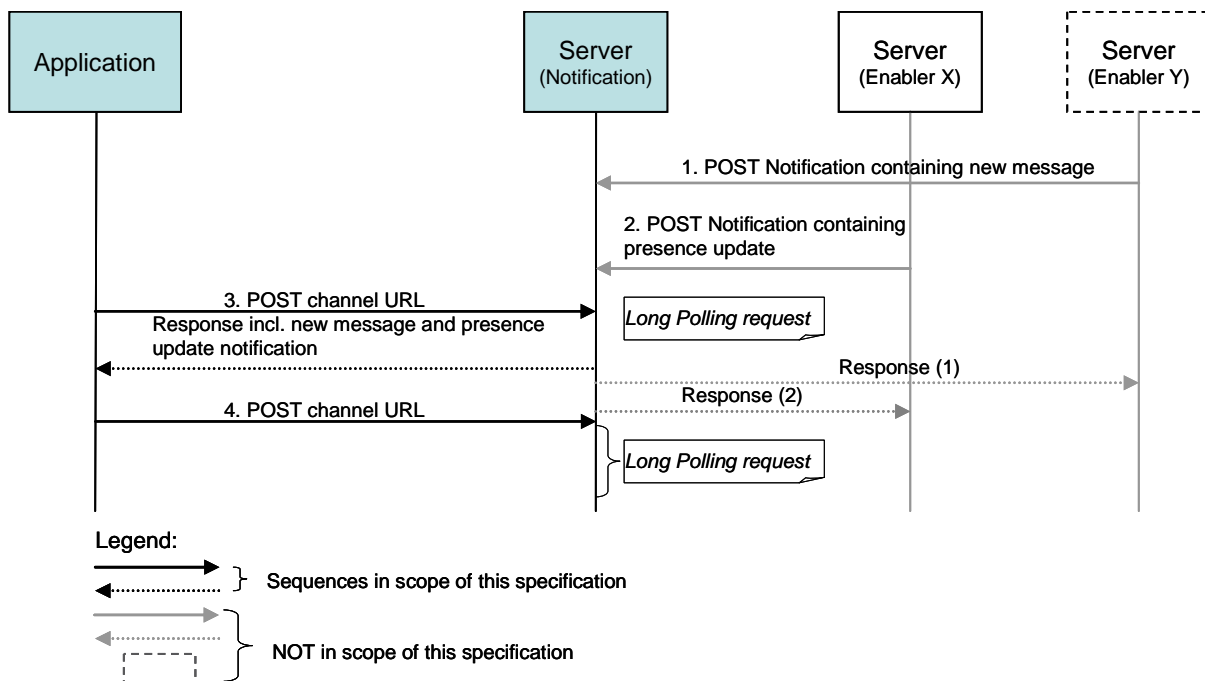 Application
Server
(Notification)
Server
(Enabler X)
Server
(Enabler Y)
1. POST Notification containing new message
2. POST Notification containing
presence update
3. POST channel URL
Long Polling request
Response incl. new message and presence
update notification
Response (1)
Response (2)
4. POST channel URL
Long Polling request
Legend:
Sequences in scope of this specification
NOT in scope of this specification